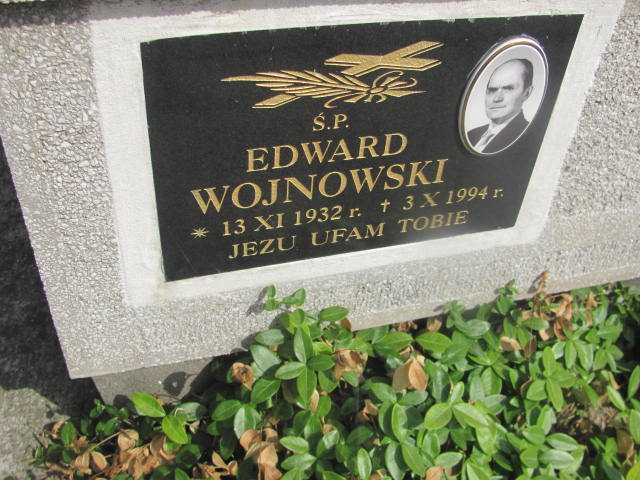 Ś.P.
EDWARD
WOJNOWSKI
* 13 XI 1932 r. † 3 X 1994 r.
JEZU UFAM TOBIE